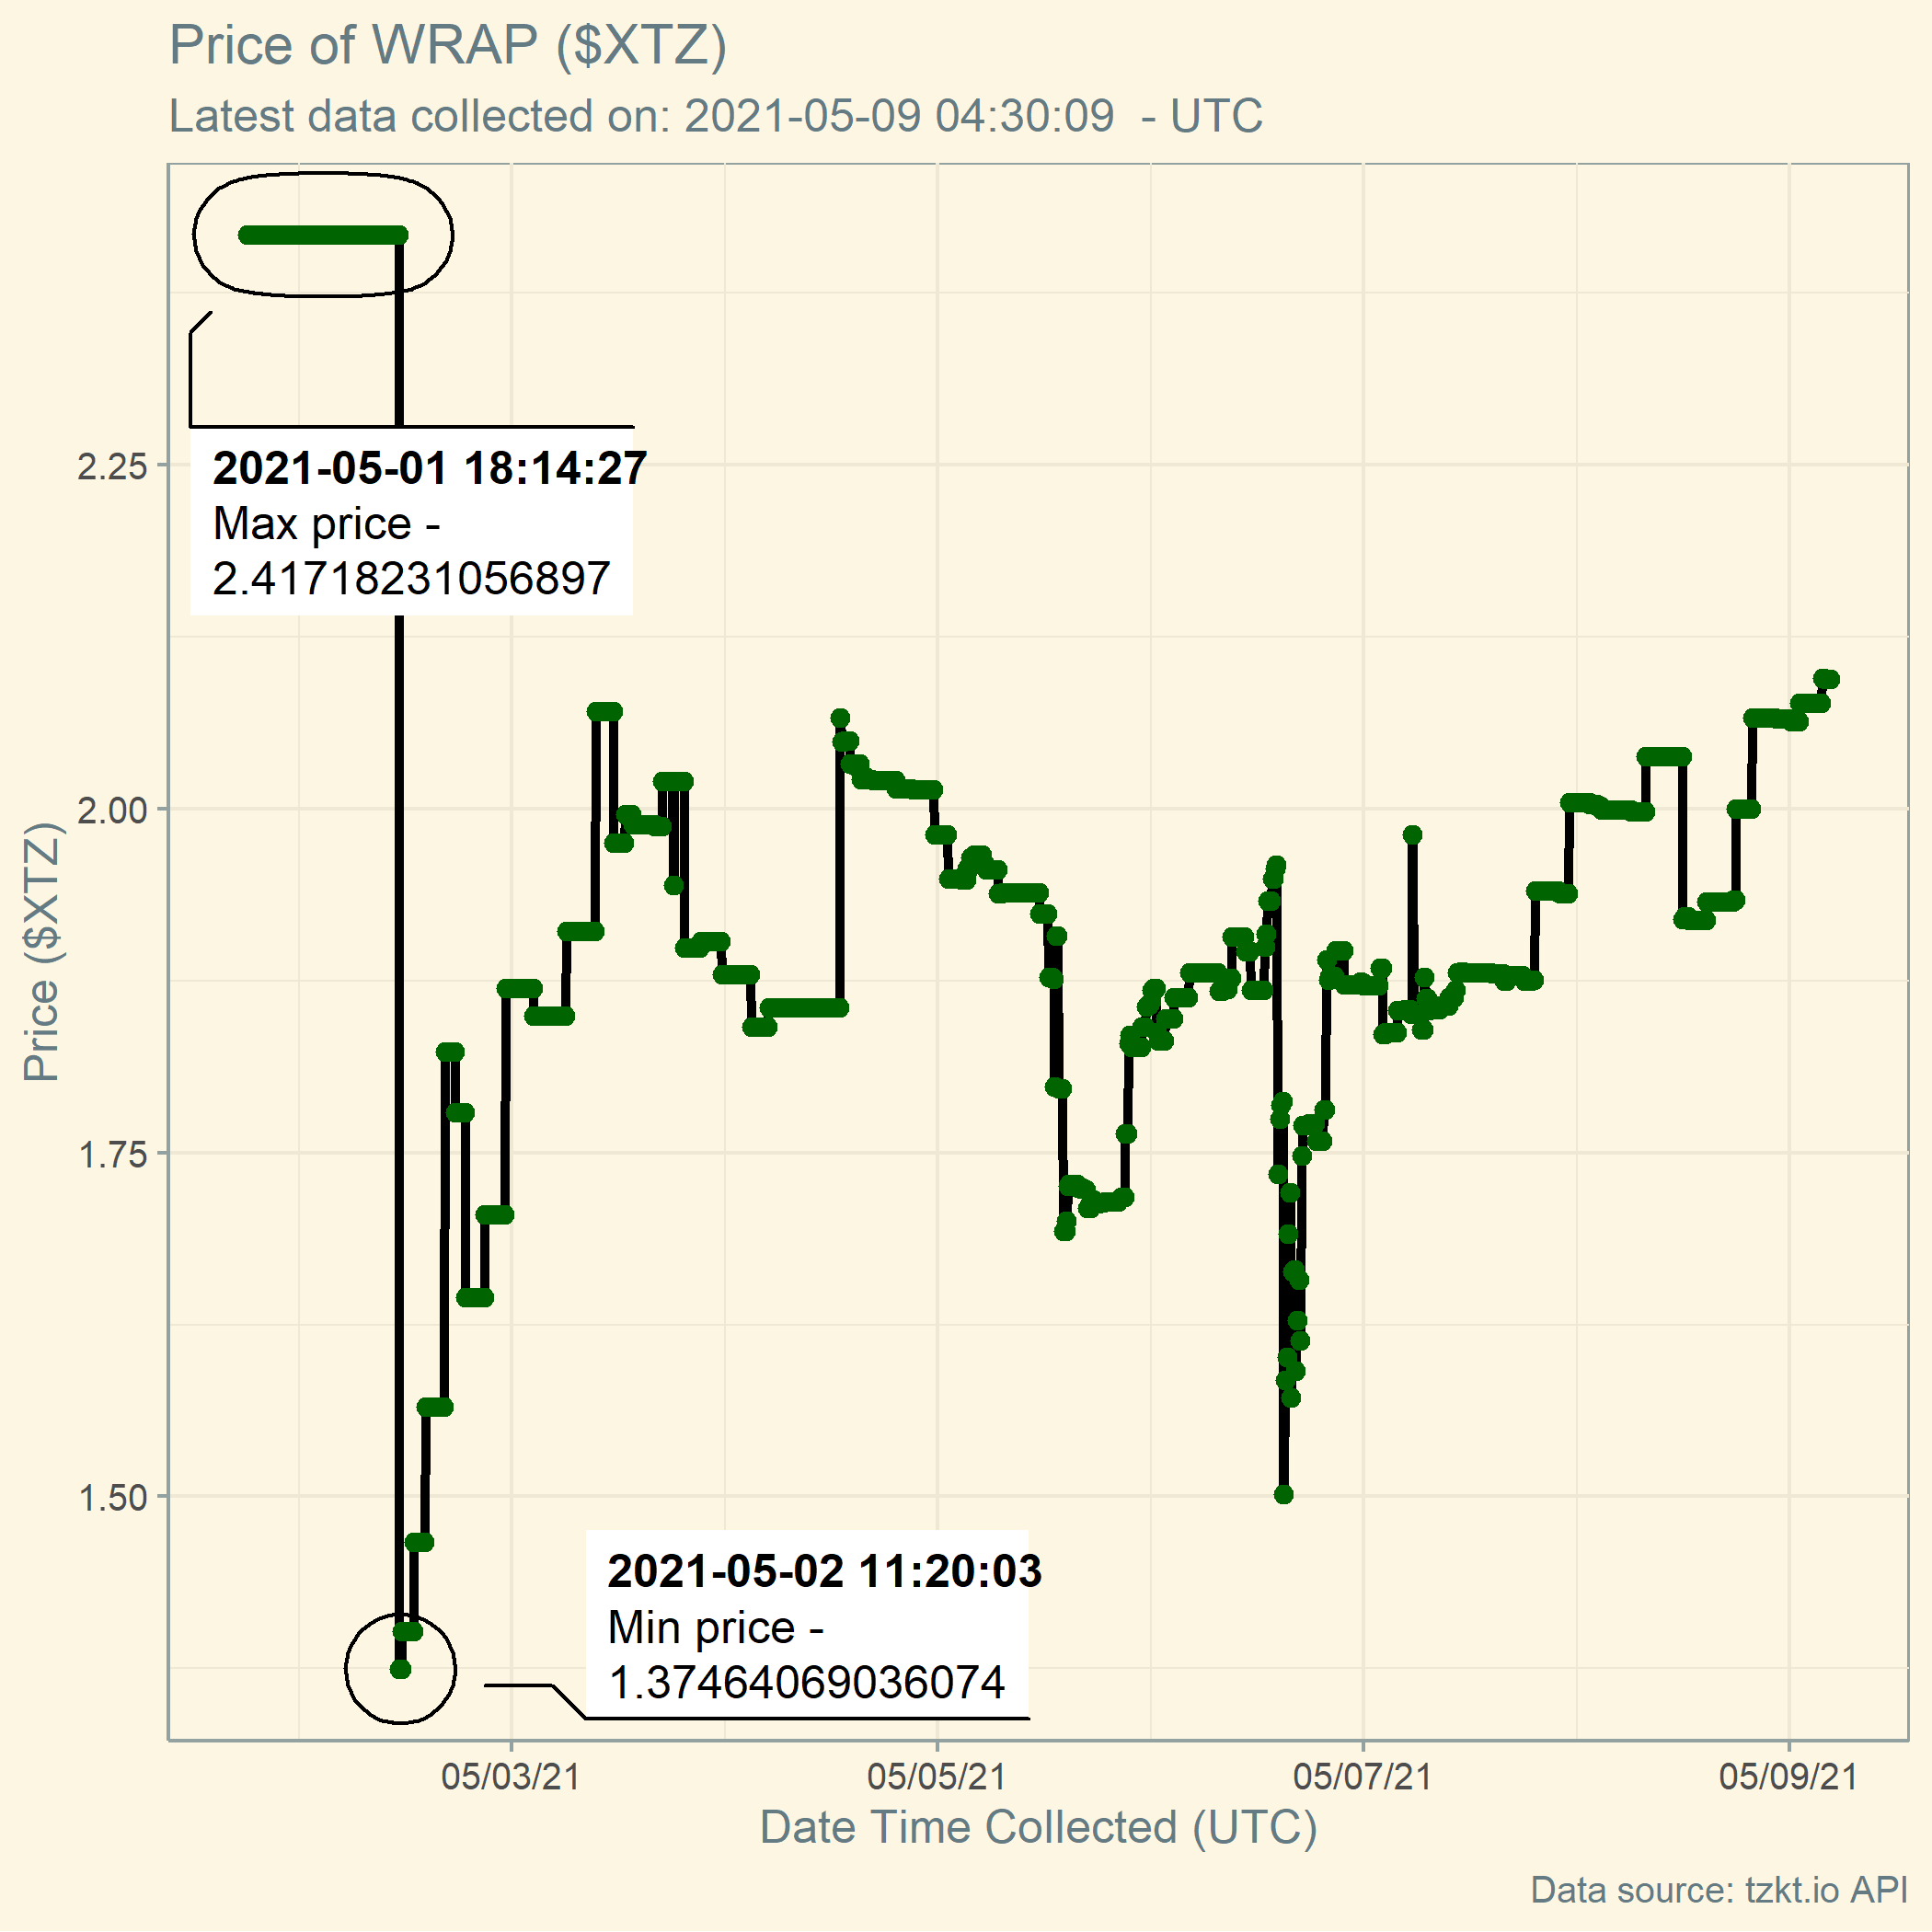 Price of WRAP ($XTZ)
Latest data collected on: 2021-05-09 04:30:09  - UTC
2021-05-01 18:14:27
Max price -
2.41718231056897
2021-05-02 11:20:03
Min price -
1.37464069036074
Price ($XTZ)
2.25
2.00
1.75
1.50
05/03/21
05/05/21
05/07/21
05/09/21
Date Time Collected (UTC)
Data source: tzkt.io API